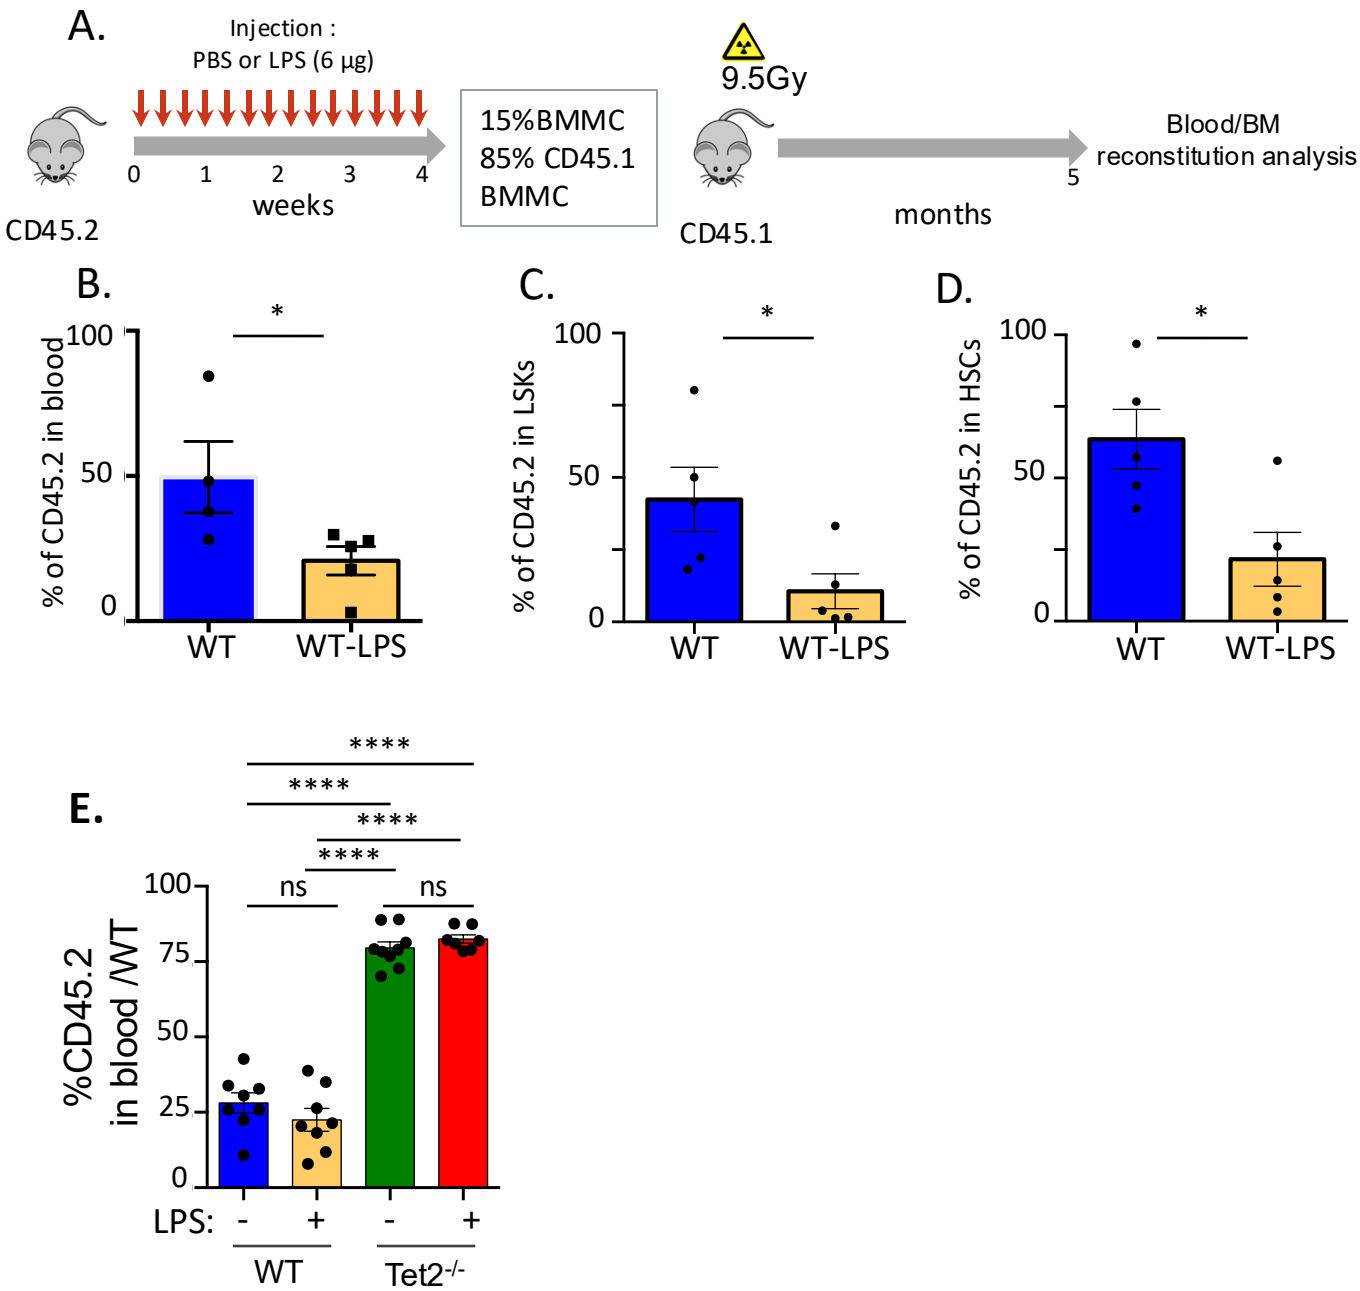 A.
Injection :
PBS or LPS (6 µg)
0 1 2 3 4
weeks
CD45.2
15%BMMC
85% CD45.1
BMMC
9.5Gy
CD45.1
5
months
Blood/BM
reconstitution analysis
B.
*
% of CD45.2 in blood
100
50
0
WT WT-LPS
C.
*
% of CD45.2 in LSKs
100
50
0
WT WT-LPS
D.
*
% of CD45.2 in HSCs
100
50
0
WT WT-LPS
E.
****
****
****
****
ns ns
%CD45.2
in blood /WT
100
75
50
25
0
LPS: - + - +
WT Tet2-/-